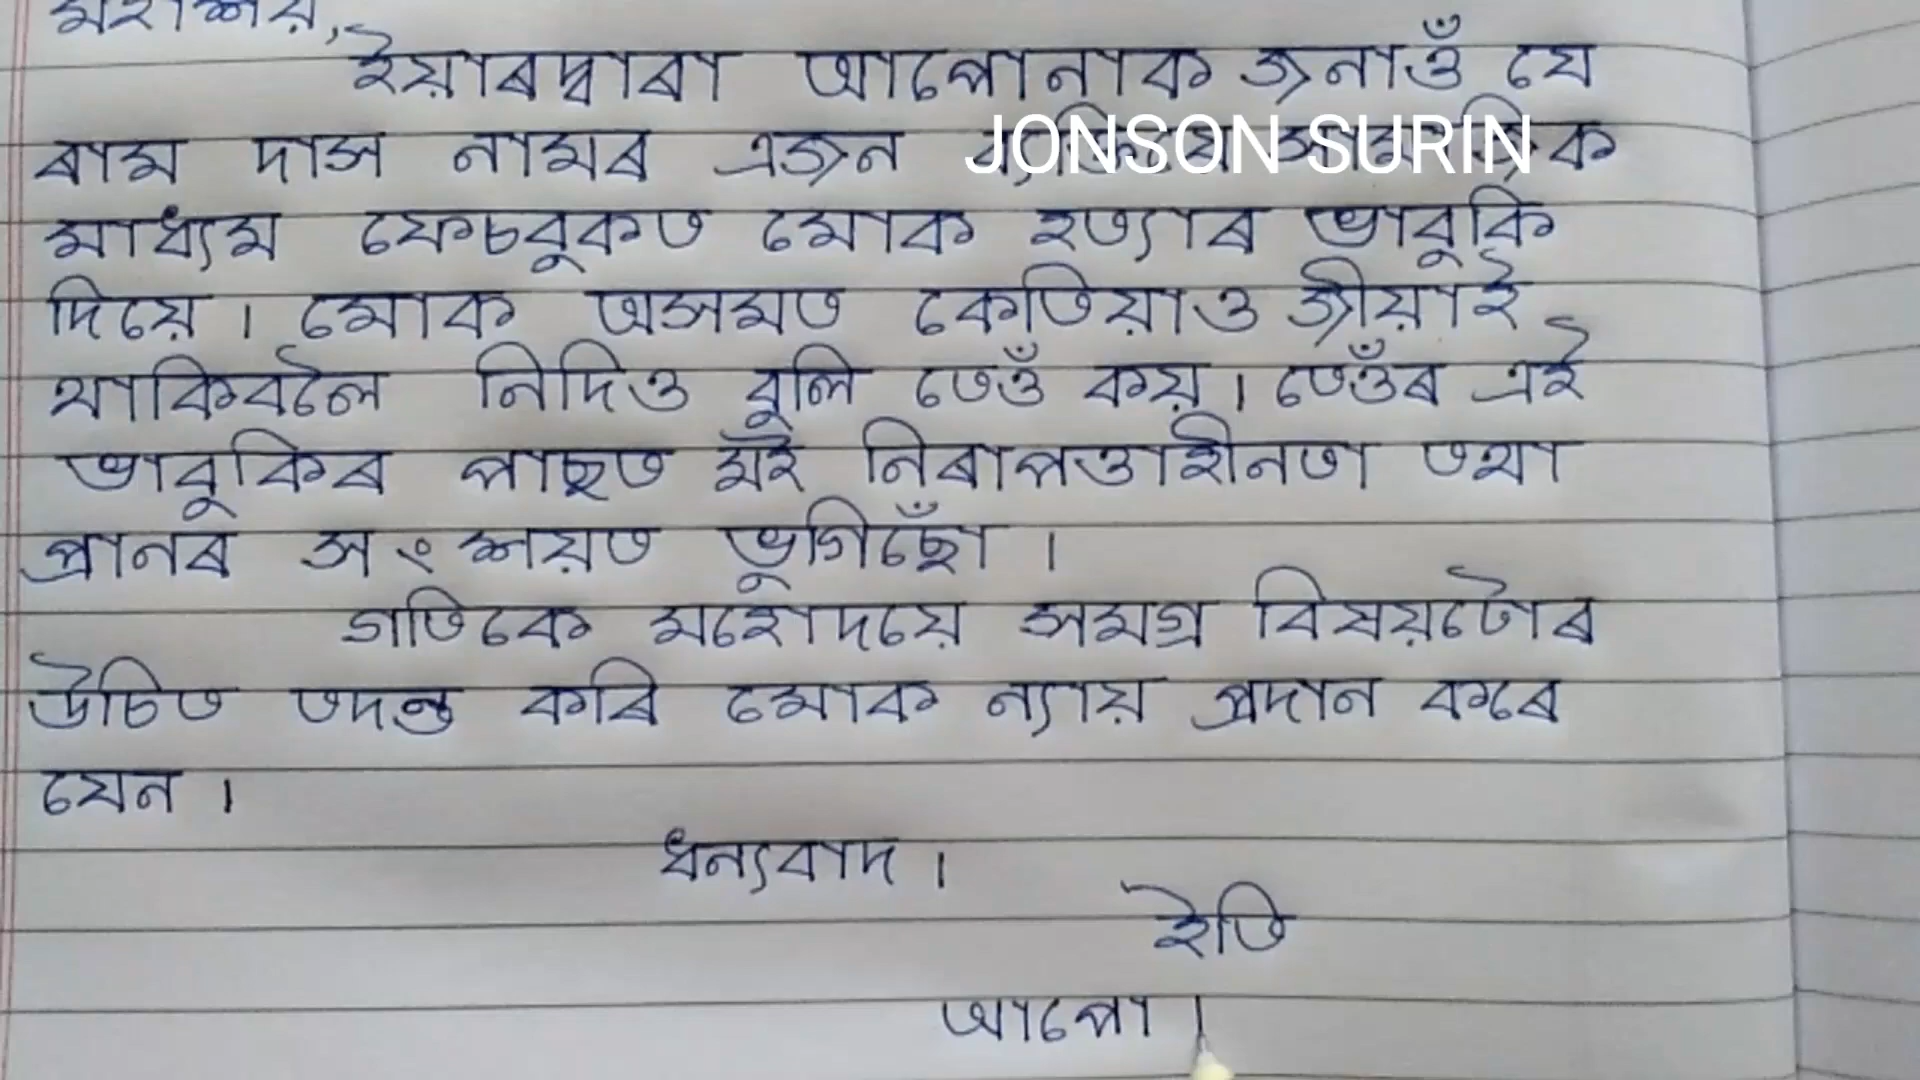 মহাশয়,
ইয়াৰদ্বাৰা আপোনাক জনাওঁ যে
ৰাম দাস নামৰ এজন
JONSON SURIN
মাধ্যম ফেচবুকত মোক হত্যাৰ ভাবুকি
দিয়ে। মোক অসমত কেতিয়াও জীয়াই
থাকিবলৈ নিদিও বুলি তেওঁ কয়। তেওঁৰ এই
ভাবুকিৰ পাছত মই নিৰাপত্তাহীনতা তথা
প্ৰানৰ সংশয়ত ভুগিছোঁ।
গতিকে মহোদয়ে সমগ্ৰ বিষয়টোৰ
উচিত তদন্ত কৰি মোক ন্যায় প্ৰদান কৰে
যেন।
ধন্যবাদ।
ইতি
আপো